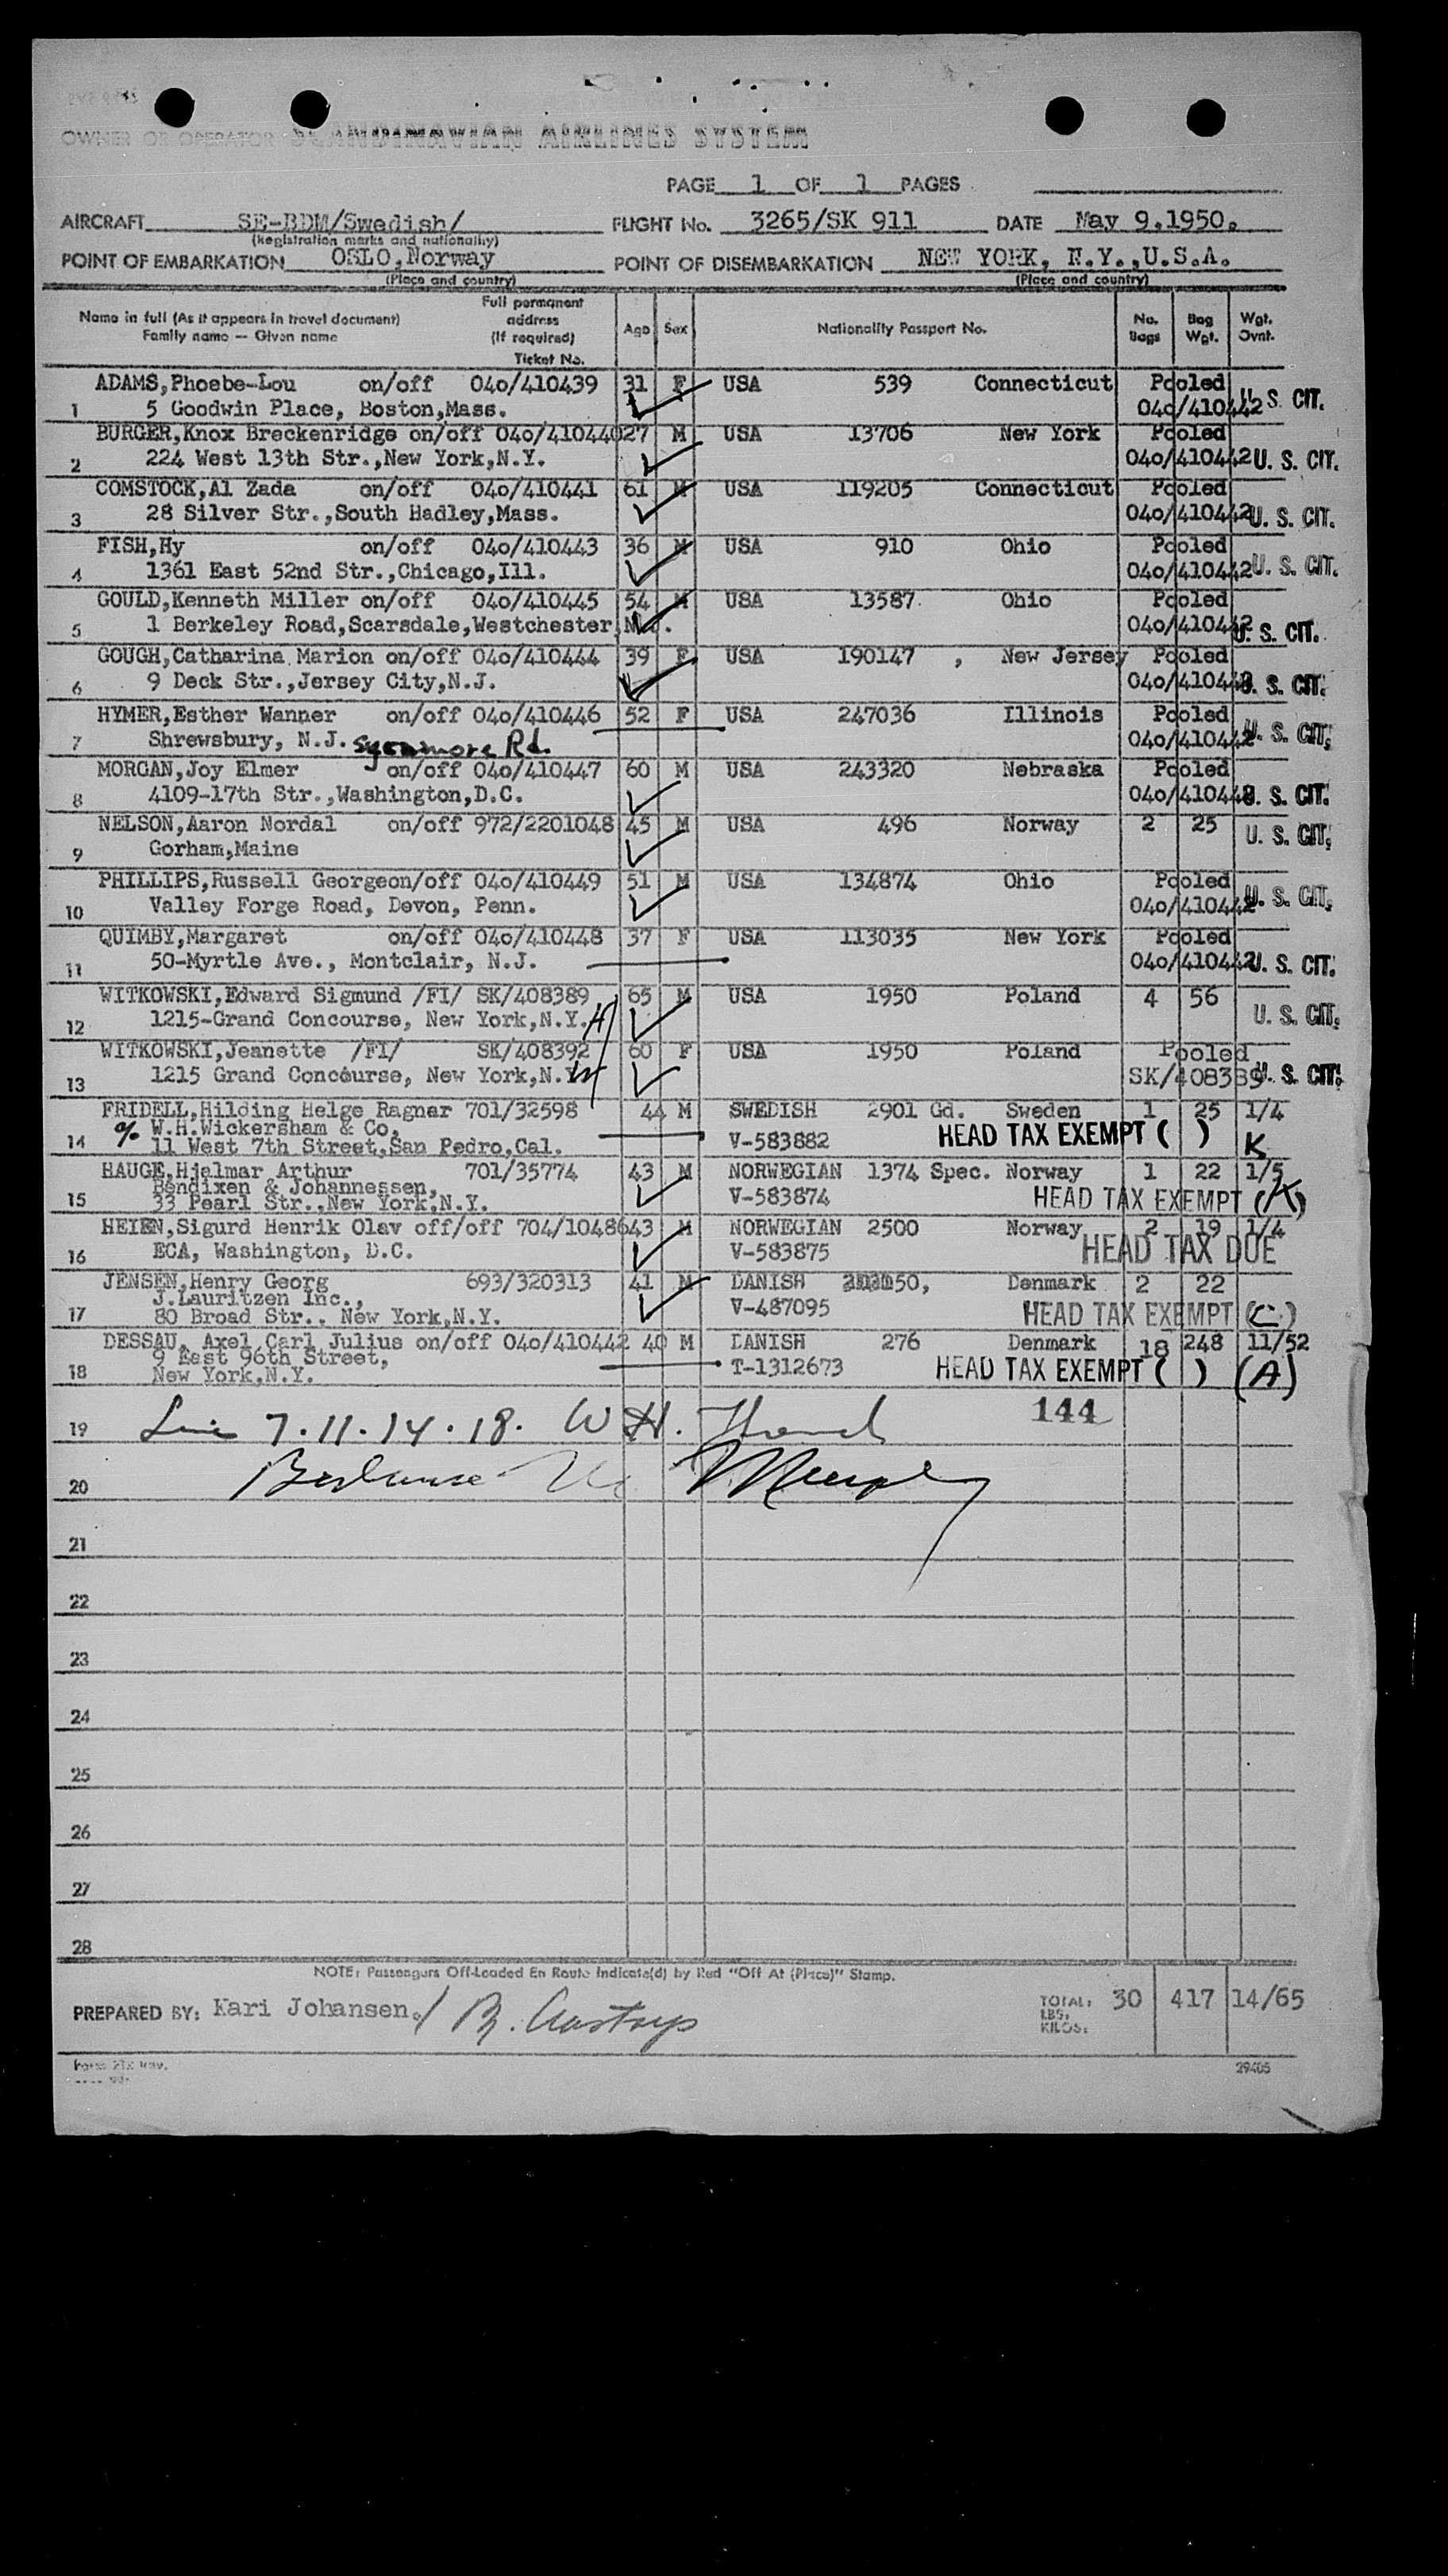 OWNER OR OPERATOR SCANDINAVIAN AIRLINES SYSTEM
PAGE 1 OF 1 PAGES
AIRCRAFT SE-BDM/Swedish/ FLIGHT No. 3265/SK 911 DATE May 9,1950.
(Registration marks and nationality)
POINT OF EMBARKATION OSLO,Norway POINT OF DISEMBARKATION NEW YORK, N.Y.,U.S.A.
(Place and country) (Place and country)
Name in full (As it appears in travel document) Family name — Given name Full permanent address (If required) Ticket No. Age Sex Nationality Passport No. No. Bags Bag Wgt. Wgt. Ovnt.
ADAMS,Phoebe-Lou on/off 040/410439 31 F USA 539 Connecticut Pooled
1 5 Goodwin Place, Boston,Mass. 040/410442 U. S. CIT.
BURGER,Knox Breckenridge on/off 040/410440 27 M USA 13706 New York Pooled
2 224 West 13th Str.,New York,N.Y. 040/410442 U. S. CIT.
COMSTOCK,Al Zada on/off 040/410441 61 M USA 119205 Connecticut Pooled
3 28 Silver Str.,South Hadley,Mass. 040/410442 U. S. CIT.
FISH,Hy on/off 040/410443 36 M USA 910 Ohio Pooled
4 1361 East 52nd Str.,Chicago,Ill. 040/410442 U. S. CIT.
GOULD,Kenneth Miller on/off 040/410445 54 M USA 13587 Ohio Pooled
5 1 Berkeley Road,Scarsdale,Westchester, 040/410442 U. S. CIT.
GOUGH,Catharina Marion on/off 040/410444 39 F USA 190147 , New Jersey Pooled
6 9 Deck Str.,Jersey City,N.J. 040/410442 U. S. CIT.
HYMER,Esther Wanner on/off 040/410446 52 F USA 247036 Illinois Pooled
7 Shrewsbury, N.J. Sycamore Rd. 040/410442 U. S. CIT.
MORGAN,Joy Elmer on/off 040/410447 60 M USA 243320 Nebraska Pooled
8 4109-17th Str.,Washington,D.C. 040/410442 U. S. CIT.
NELSON,Aaron Nordal on/off 972/2201048 45 M USA 496 Norway 2 25 U. S. CIT.
9 Gorham,Maine
PHILLIPS,Russell George on/off 040/410449 51 M USA 134874 Ohio Pooled
10 Valley Forge Road, Devon, Penn. 040/410442 U. S. CIT.
QUIMBY,Margaret on/off 040/410448 37 F USA 113035 New York Pooled
11 50-Myrtle Ave., Montclair, N.J. 040/410442 U. S. CIT.
WITKOWSKI,Edward Sigmund /FI/ SK/408389 65 M USA 1950 Poland 4 56
12 1215-Grand Concourse, New York,N.Y. H U. S. CIT.
WITKOWSKI,Jeanette /FI/ SK/408392 60 F USA 1950 Poland Pooled
13 1215 Grand Concourse, New York,N.Y. W SK/408389 U. S. CIT.
FRIDELL,Hilding Helge Ragnar 701/32598 44 M SWEDISH 2901 Gd. Sweden 1 25 1/4
% W.H.Wickersham & Co, V-583882 HEAD TAX EXEMPT ( ) K
14 11 West 7th Street,San Pedro,Cal.
HAUGE,Hjelmar Arthur 701/35774 43 M NORWEGIAN 1374 Spec. Norway 1 22 1/5
Bendixen & Johannessen, V-583874 HEAD TAX EXEMPT (K)
15 33 Pearl Str.,New York,N.Y.
HEIEN,Sigurd Henrik Olav off/off 704/10486 43 M NORWEGIAN 2500 Norway 2 19 1/4
16 ECA, Washington, D.C. V-583875 HEAD TAX DUE
JENSEN,Henry Georg 693/320313 41 M DANISH 50, Denmark 2 22
J.Lauritzen Inc., V-487095 HEAD TAX EXEMPT (C)
17 80 Broad Str., New York,N.Y.
DESSAU, Axel Carl Julius on/off 040/410442 40 M DANISH 276 Denmark 18 248 11/52
9 East 96th Street, T-1312673 HEAD TAX EXEMPT ( ) (A)
18 New York,N.Y.
19 7.11.14.18. W H. 144
20 Murphy
21
22
23
24
25
26
27
28
NOTE: Passengers Off-Loaded En Route Indicate(d) by Red "Off At (Place)" Stamp.
PREPARED BY: Kari Johansen./ TOTAL: LBS. KILOS: 30 417 14/65
29405